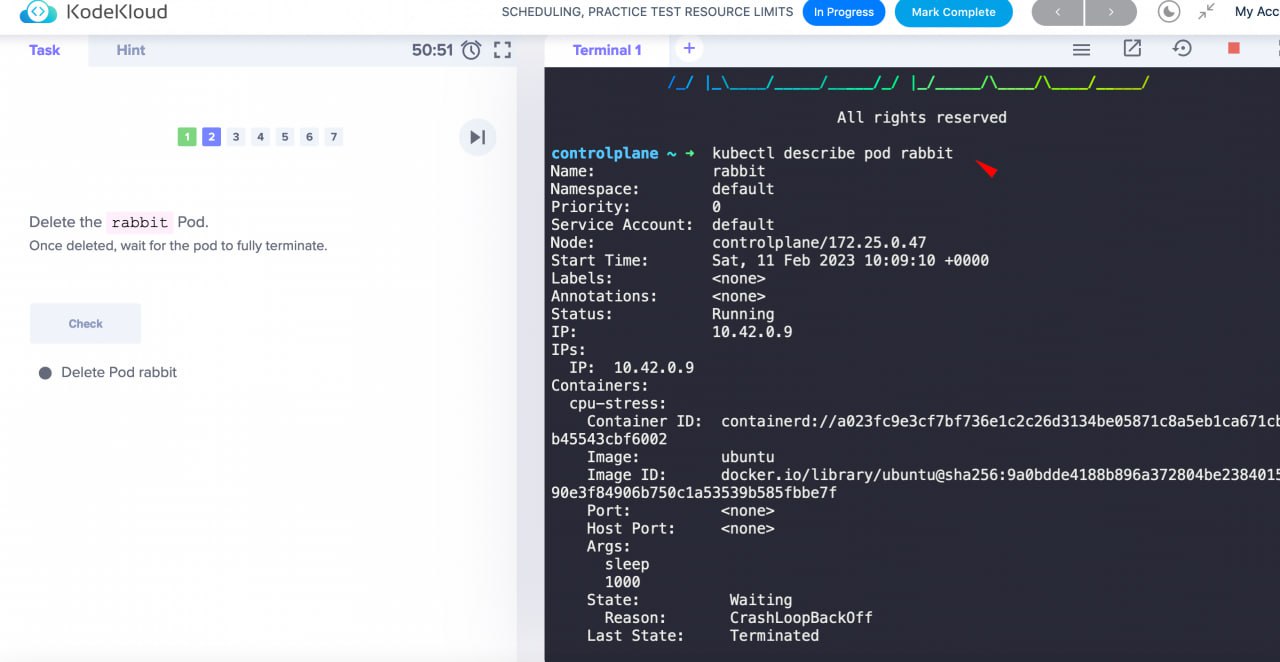 KodeKloud
SCHEDULING, PRACTICE TEST RESOURCE LIMITS
In Progress
Mark Complete
My Acc
Task
Hint
50:51
Terminal 1
+
1 2 3 4 5 6 7
Delete the rabbit Pod.
Once deleted, wait for the pod to fully terminate.
Check
Delete Pod rabbit
/_/ |_\____/_____/_____/_/ |_/_____/\____/\____/_____/
All rights reserved
controlplane ~ ➜ kubectl describe pod rabbit
Name: rabbit
Namespace: default
Priority: 0
Service Account: default
Node: controlplane/172.25.0.47
Start Time: Sat, 11 Feb 2023 10:09:10 +0000
Labels: <none>
Annotations: <none>
Status: Running
IP: 10.42.0.9
IPs:
IP: 10.42.0.9
Containers:
cpu-stress:
Container ID: containerd://a023fc9e3cf7bf736e1c2c26d3134be05871c8a5eb1ca671cb
b45543cbf6002
Image: ubuntu
Image ID: docker.io/library/ubuntu@sha256:9a0bdde4188b896a372804be2384015
90e3f84906b750c1a53539b585fbbe7f
Port: <none>
Host Port: <none>
Args:
sleep
1000
State: Waiting
Reason: CrashLoopBackOff
Last State: Terminated